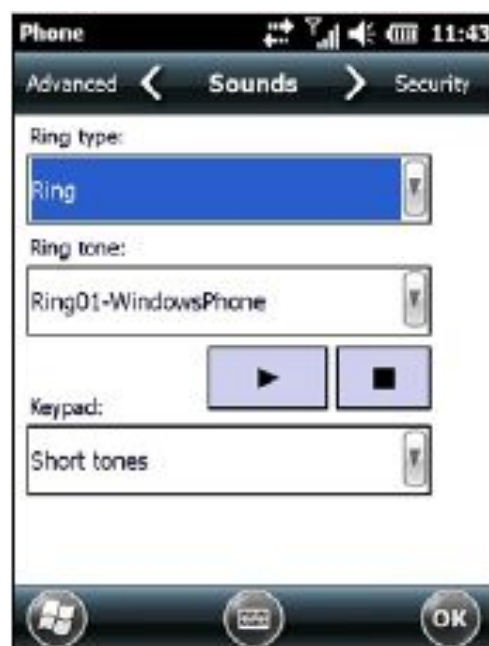 Phone 11:43
Advanced Sounds Security
Ring type:
Ring
Ring tone:
Ring01-WindowsPhone
Keypad:
Short tones
OK